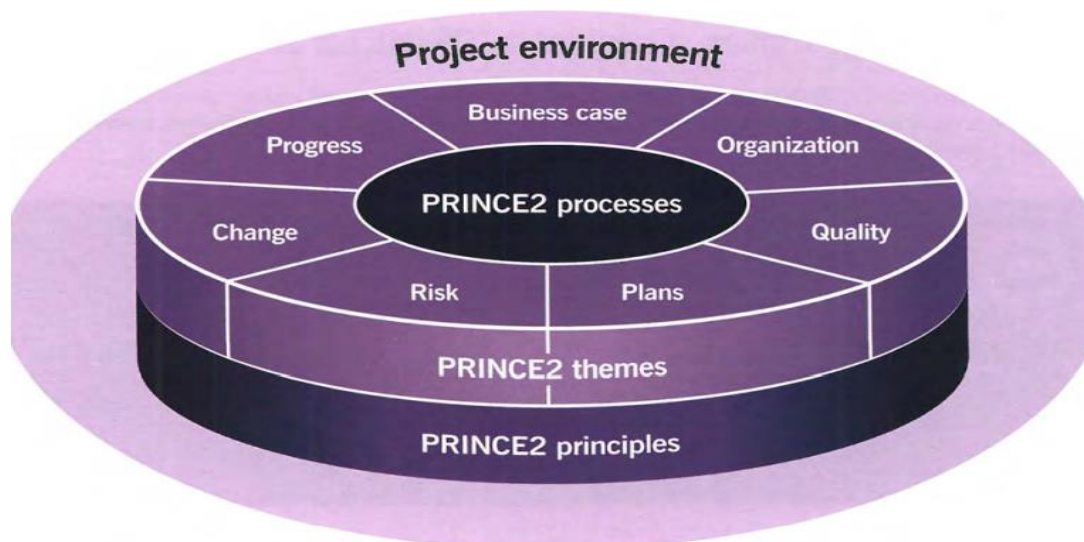 Project environment
Business case
Progress
Organization
PRINCE2 processes
Change
Quality
Risk
Plans
PRINCE2 themes
PRINCE2 principles